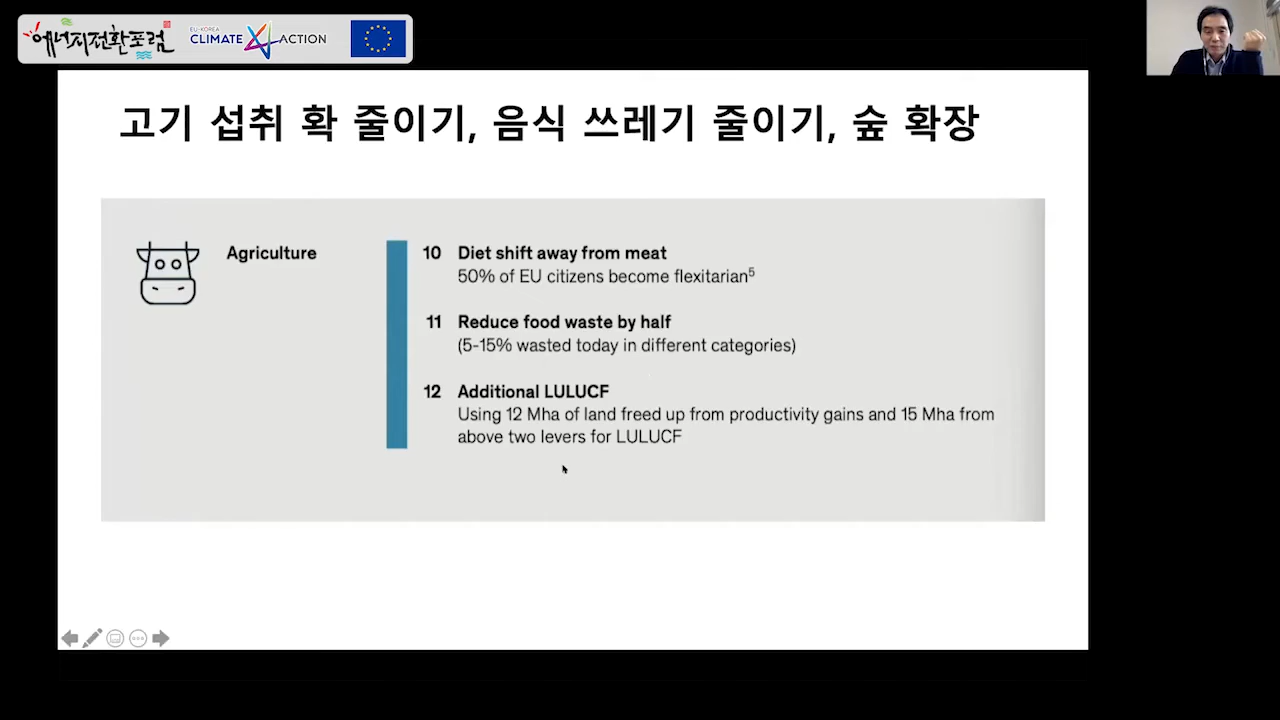 에너지전환포럼
EU-KOREA
CLIMATE ACTION
고기 섭취 확 줄이기, 음식 쓰레기 줄이기, 숲 확장
Agriculture
10 Diet shift away from meat
50% of EU citizens become flexitarian⁵
11 Reduce food waste by half
(5-15% wasted today in different categories)
12 Additional LULUCF
Using 12 Mha of land freed up from productivity gains and 15 Mha from
above two levers for LULUCF